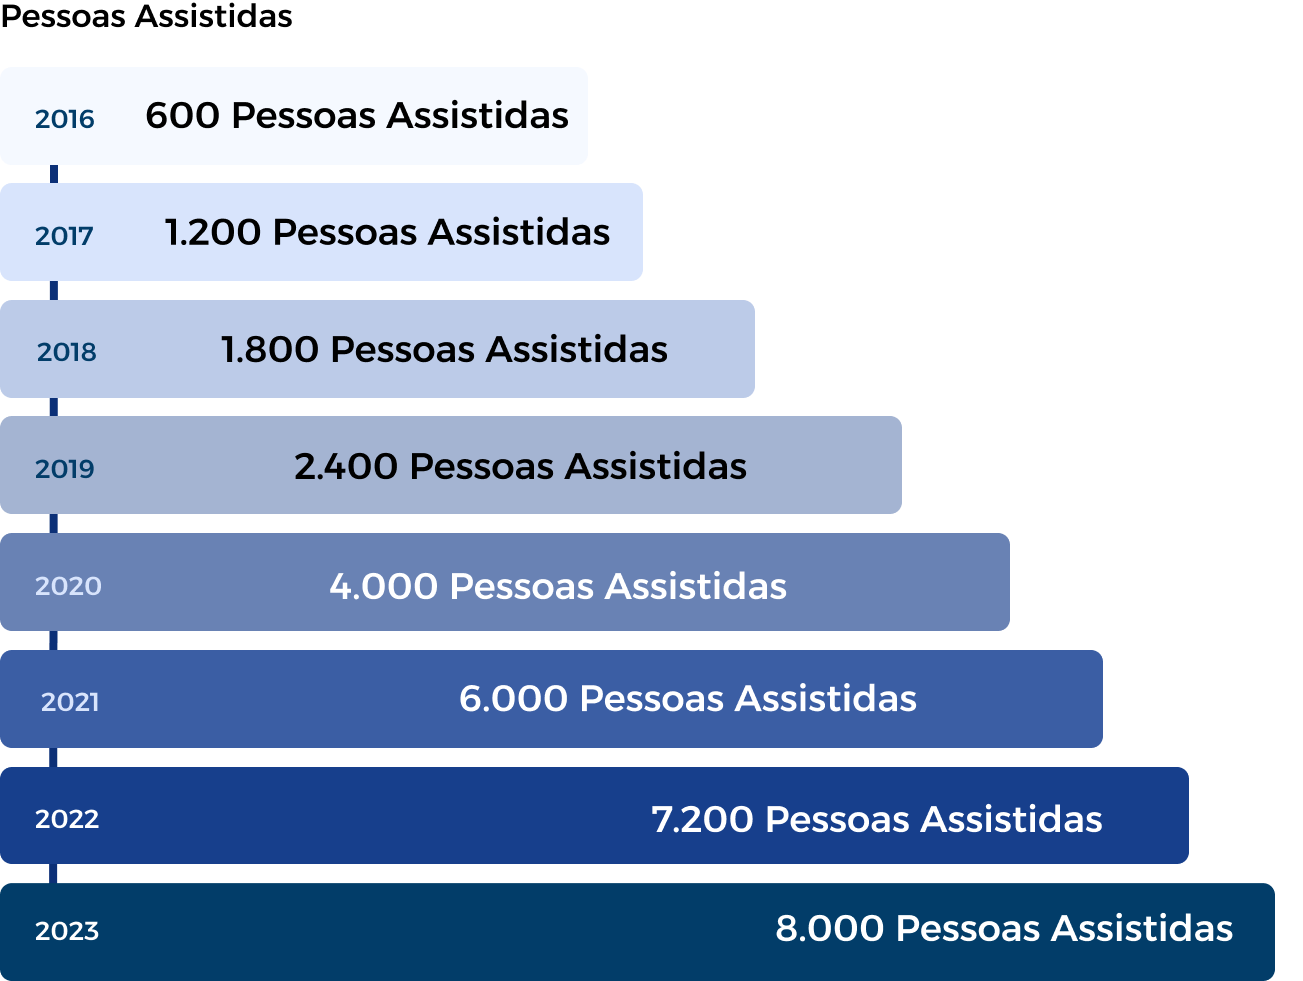 Pessoas Assistidas
2016 600 Pessoas Assistidas
2017 1.200 Pessoas Assistidas
2018 1.800 Pessoas Assistidas
2019 2.400 Pessoas Assistidas
2020 4.000 Pessoas Assistidas
2021 6.000 Pessoas Assistidas
2022 7.200 Pessoas Assistidas
2023 8.000 Pessoas Assistidas